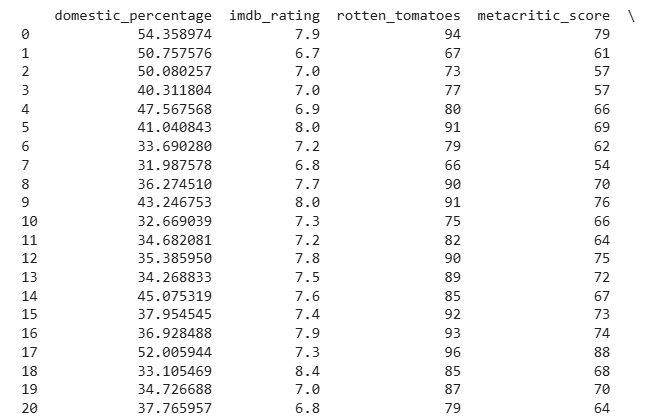 domestic_percentage imdb_rating rotten_tomatoes metacritic_score \
0 54.358974 7.9 94 79
1 50.757576 6.7 67 61
2 50.080257 7.0 73 57
3 40.311804 7.0 77 57
4 47.567568 6.9 80 66
5 41.040843 8.0 91 69
6 33.690280 7.2 79 62
7 31.987578 6.8 66 54
8 36.274510 7.7 90 70
9 43.246753 8.0 91 76
10 32.669039 7.3 75 66
11 34.682081 7.2 82 64
12 35.385950 7.8 90 75
13 34.268833 7.5 89 72
14 45.075319 7.6 85 67
15 37.954545 7.4 92 73
16 36.928488 7.9 93 74
17 52.005944 7.3 96 88
18 33.105469 8.4 85 68
19 34.726688 7.0 87 70
20 37.765957 6.8 79 64